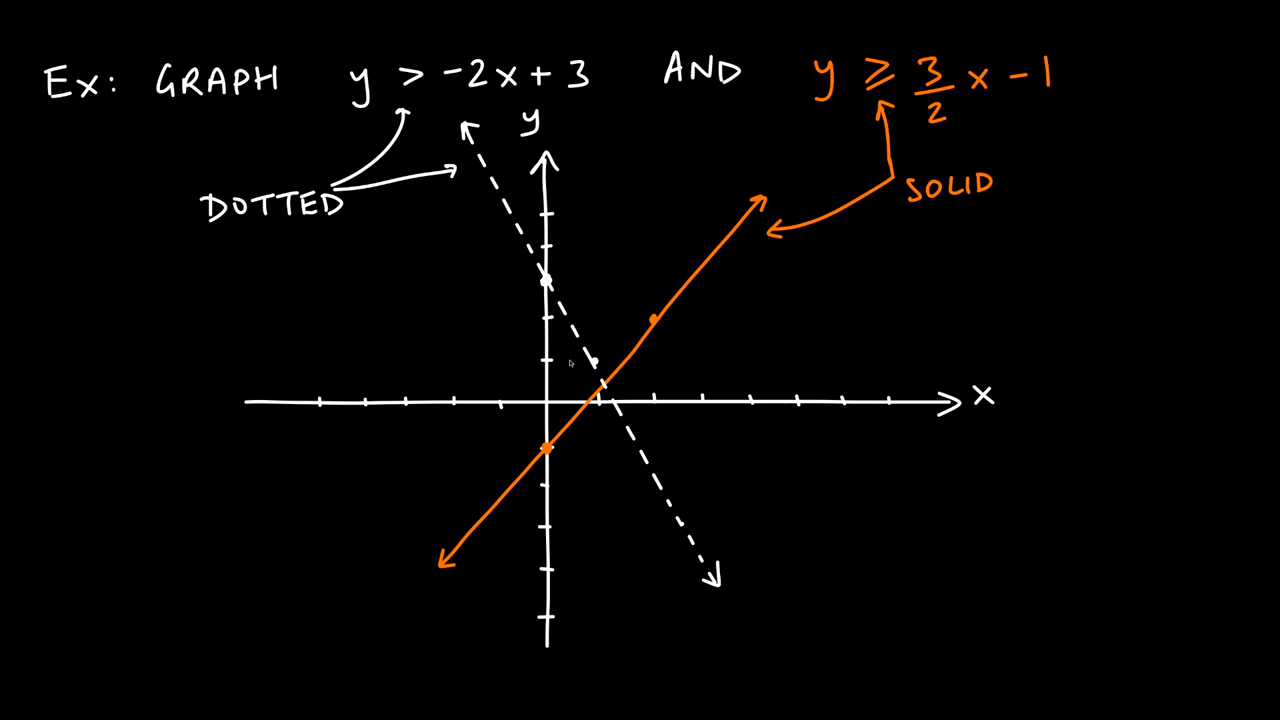 Ex: GRAPH y > -2x + 3 AND y ≥ 3/2 x - 1
y
DOTTED
SOLID
x